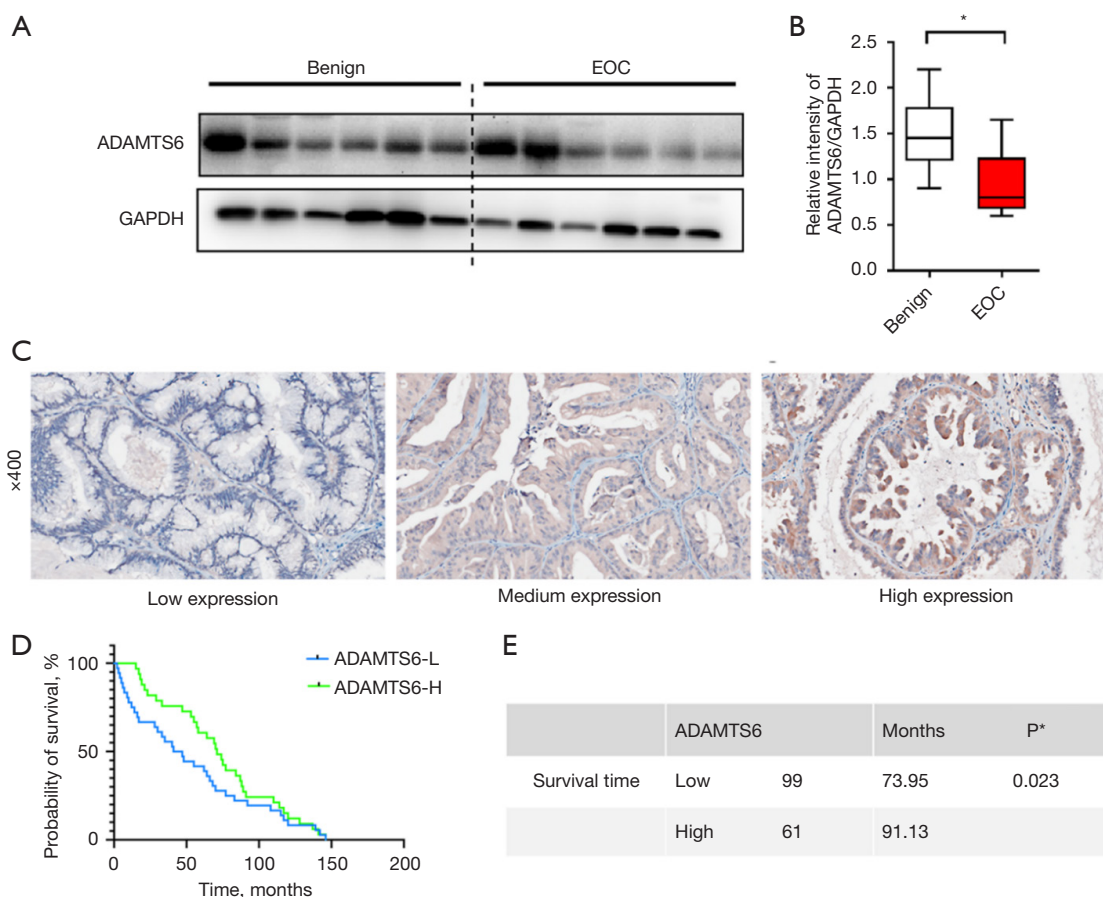 A
Benign
EOC
ADAMTS6
GAPDH
B
*
Relative intensity of
ADAMTS6/GAPDH
2.5
2.0
1.5
1.0
0.5
0.0
Benign
EOC
C
×400
Low expression
Medium expression
High expression
D
Probability of survival, %
100
50
0
ADAMTS6-L
ADAMTS6-H
0 50 100 150 200
Time, months
E
ADAMTS6 Months P*
Survival time Low 99 73.95 0.023
High 61 91.13